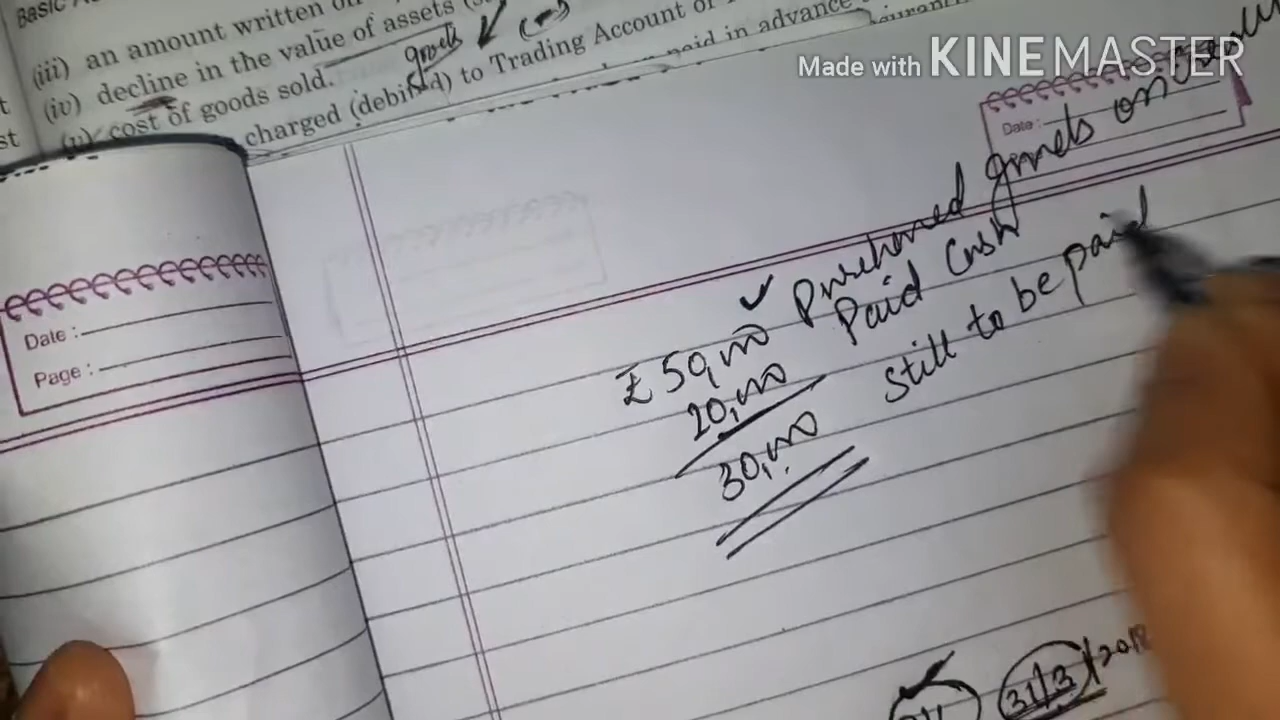 Basic
(iii) an amount written
(iv) decline in the value of assets
goods (-)
(v) cost of goods sold.
charged (debited) to Trading Account or
paid in advance
Made with KINEMASTER
Date :
₹ 50,000 Purchased goods on
20,000 Paid Cash
30,000 Still to be paid
Date :
Page :
31/3/2018